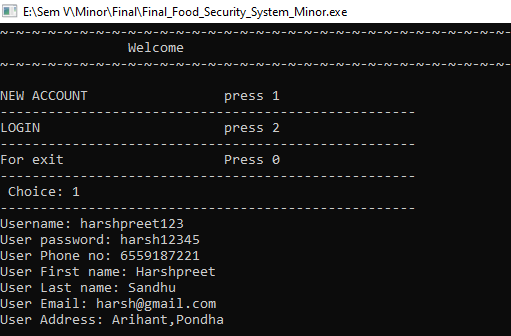 E:\Sem V\Minor\Final\Final_Food_Security_System_Minor.exe
~-~-~-~-~-~-~-~-~-~-~-~-~-~-~-~-~-~-~-~-~-~-~-~-~-~-~-~-~-~-~-~-
Welcome
~-~-~-~-~-~-~-~-~-~-~-~-~-~-~-~-~-~-~-~-~-~-~-~-~-~-~-~-~-~-~-~-
NEW ACCOUNT                 press 1
----------------------------------------------------
LOGIN                       press 2
----------------------------------------------------
For exit                    Press 0
----------------------------------------------------
Choice: 1
----------------------------------------------------
Username: harshpreet123
User password: harsh12345
User Phone no: 6559187221
User First name: Harshpreet
User Last name: Sandhu
User Email: harsh@gmail.com
User Address: Arihant,Pondha